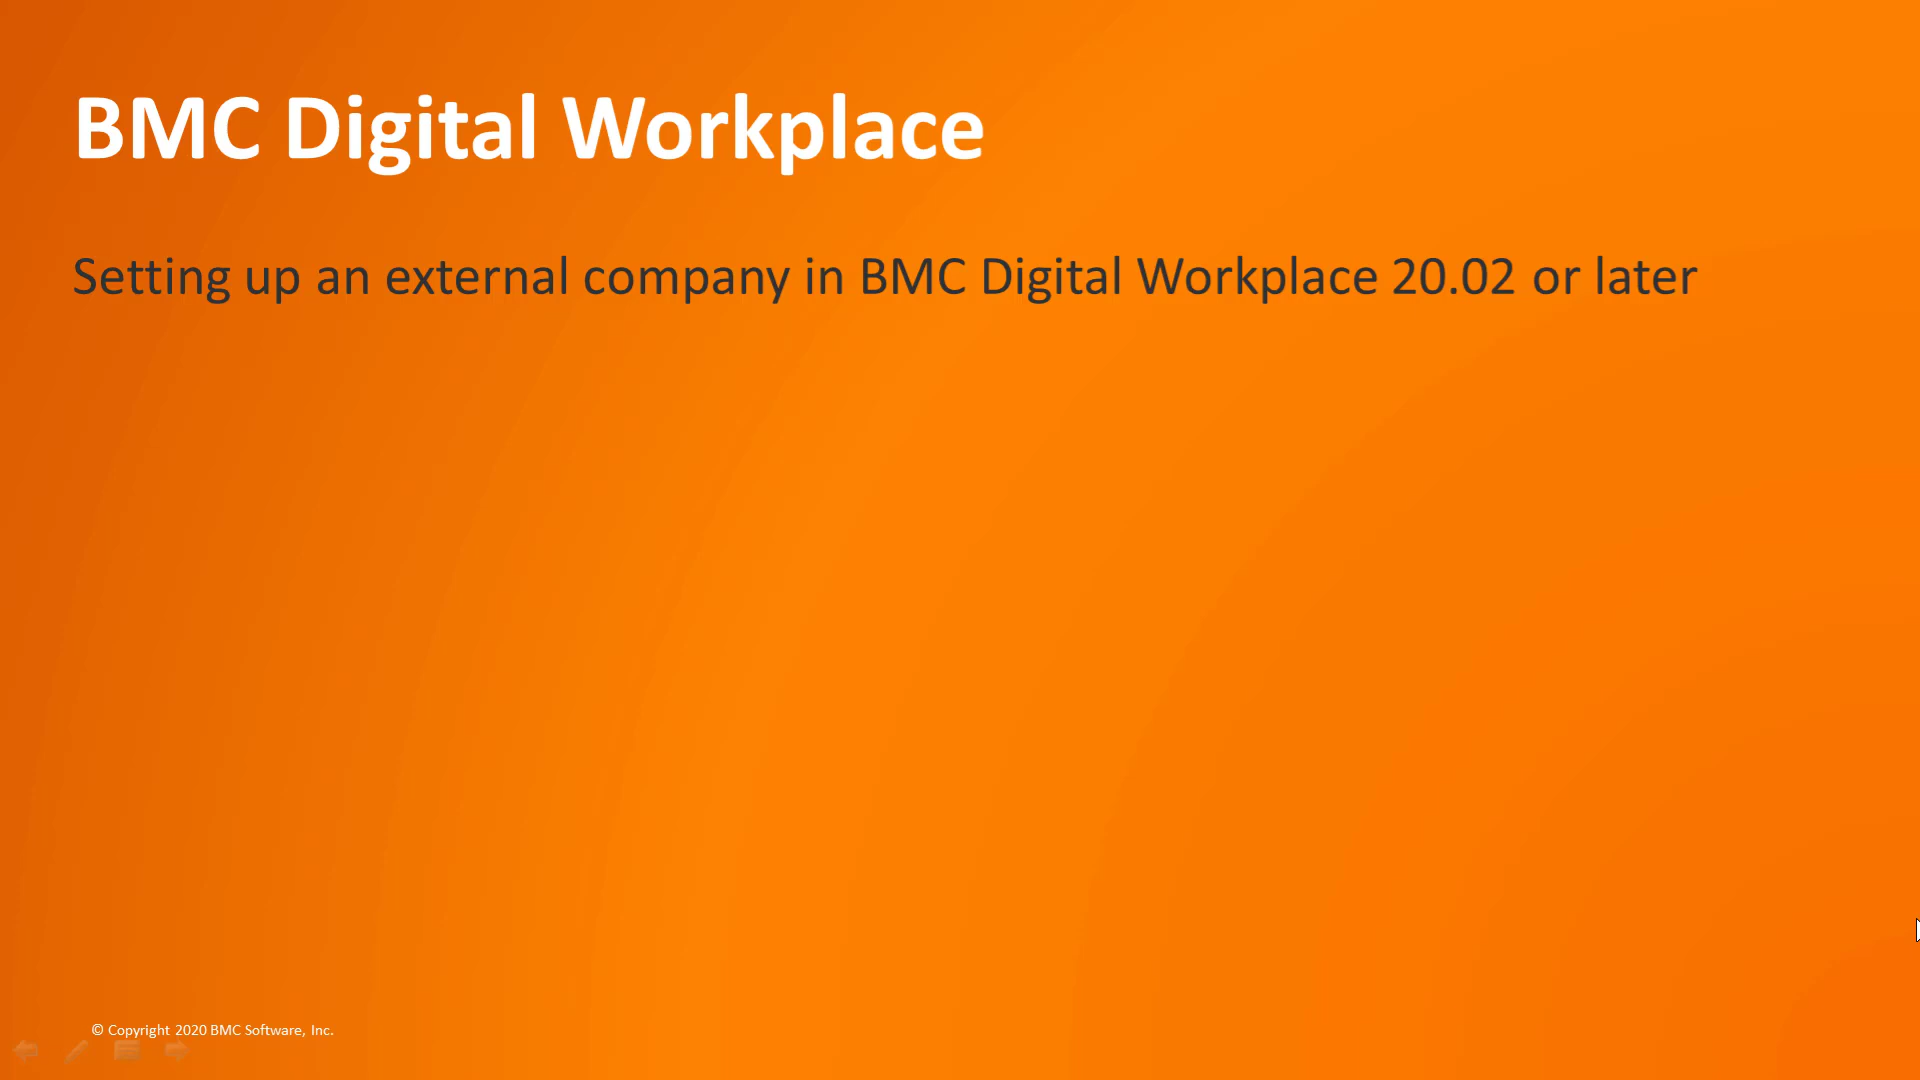 BMC Digital Workplace
Setting up an external company in BMC Digital Workplace 20.02 or later
© Copyright 2020 BMC Software, Inc.